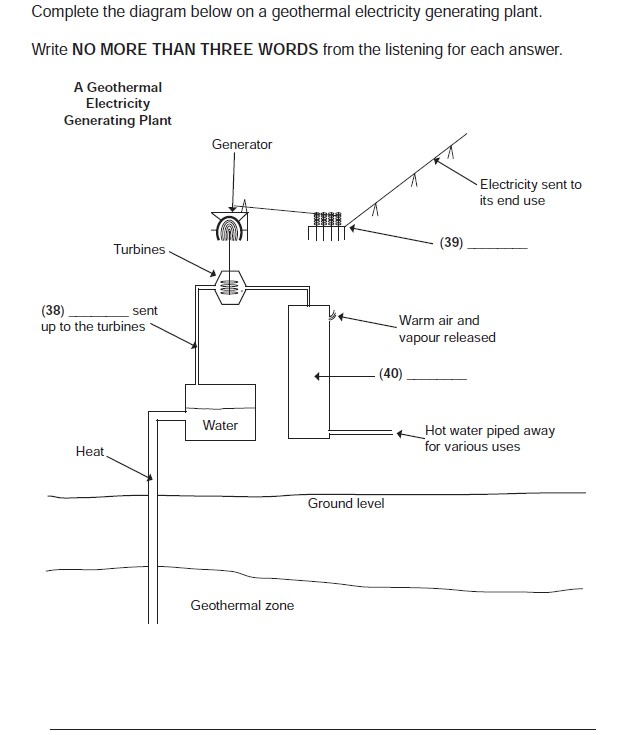 Complete the diagram below on a geothermal electricity generating plant.
Write NO MORE THAN THREE WORDS from the listening for each answer.
A Geothermal
Electricity
Generating Plant
Generator
Electricity sent to
its end use
(39) ________
Turbines
(38) ________ sent
up to the turbines
Warm air and
vapour released
(40) ________
Water
Hot water piped away
for various uses
Heat
Ground level
Geothermal zone